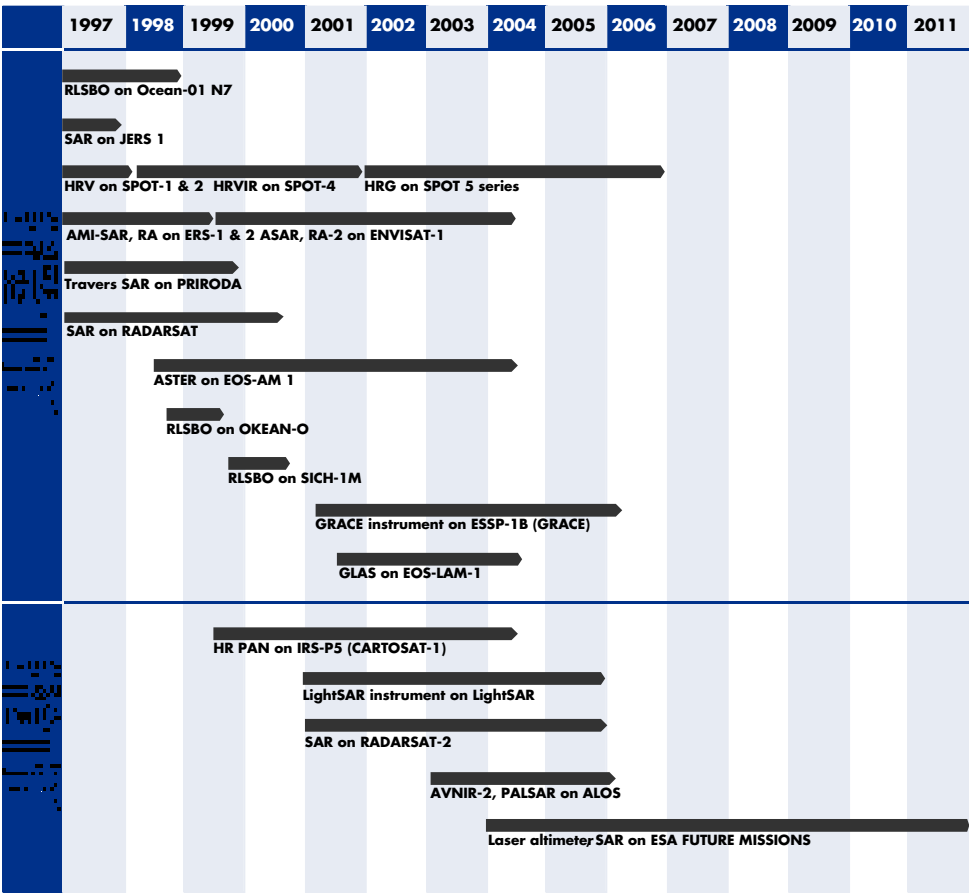 1997 1998 1999 2000 2001 2002 2003 2004 2005 2006 2007 2008 2009 2010 2011
RLSBO on Ocean-01 N7
SAR on JERS 1
HRV on SPOT-1 & 2 HRVIR on SPOT-4 HRG on SPOT 5 series
AMI-SAR, RA on ERS-1 & 2 ASAR, RA-2 on ENVISAT-1
Travers SAR on PRIRODA
SAR on RADARSAT
ASTER on EOS-AM 1
RLSBO on OKEAN-O
RLSBO on SICH-1M
GRACE instrument on ESSP-1B (GRACE)
GLAS on EOS-LAM-1
HR PAN on IRS-P5 (CARTOSAT-1)
LightSAR instrument on LightSAR
SAR on RADARSAT-2
AVNIR-2, PALSAR on ALOS
Laser altimeter, SAR on ESA FUTURE MISSIONS